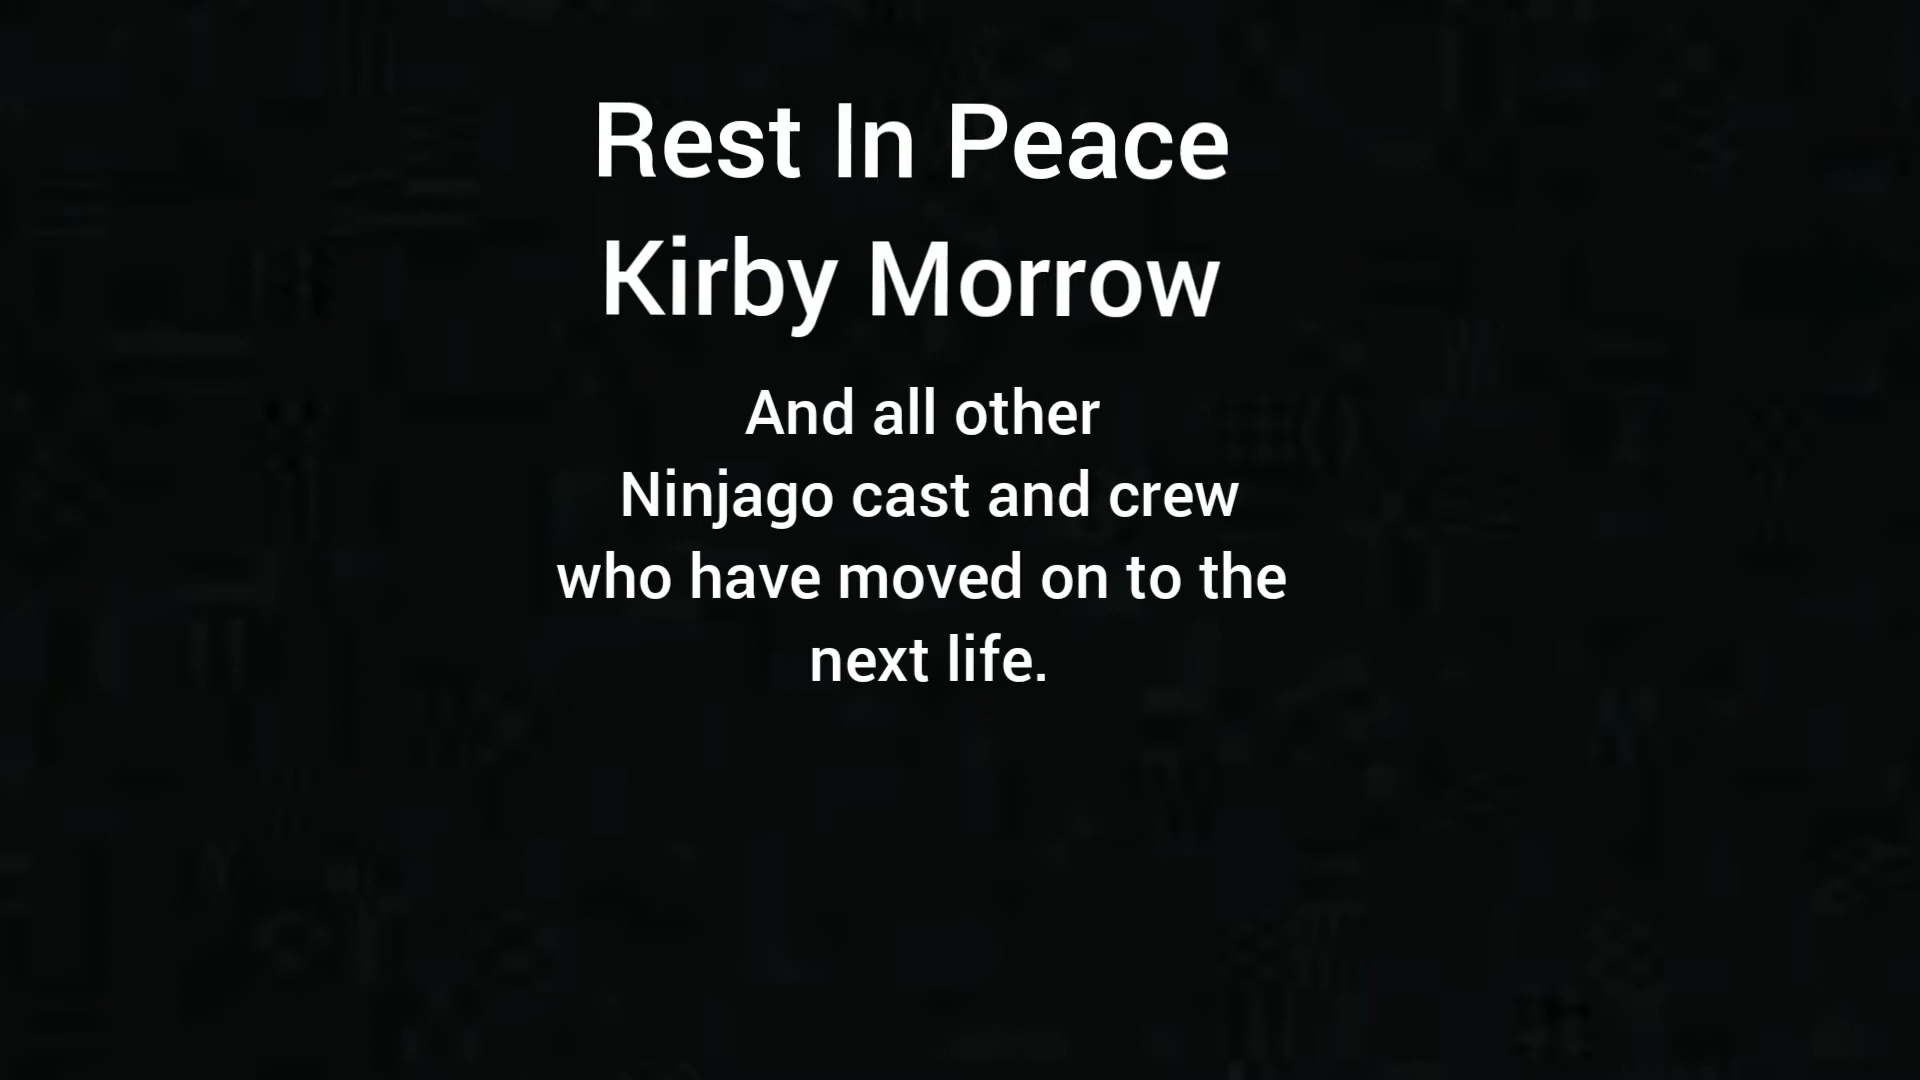 Rest In Peace
Kirby Morrow
And all other
Ninjago cast and crew
who have moved on to the
next life.